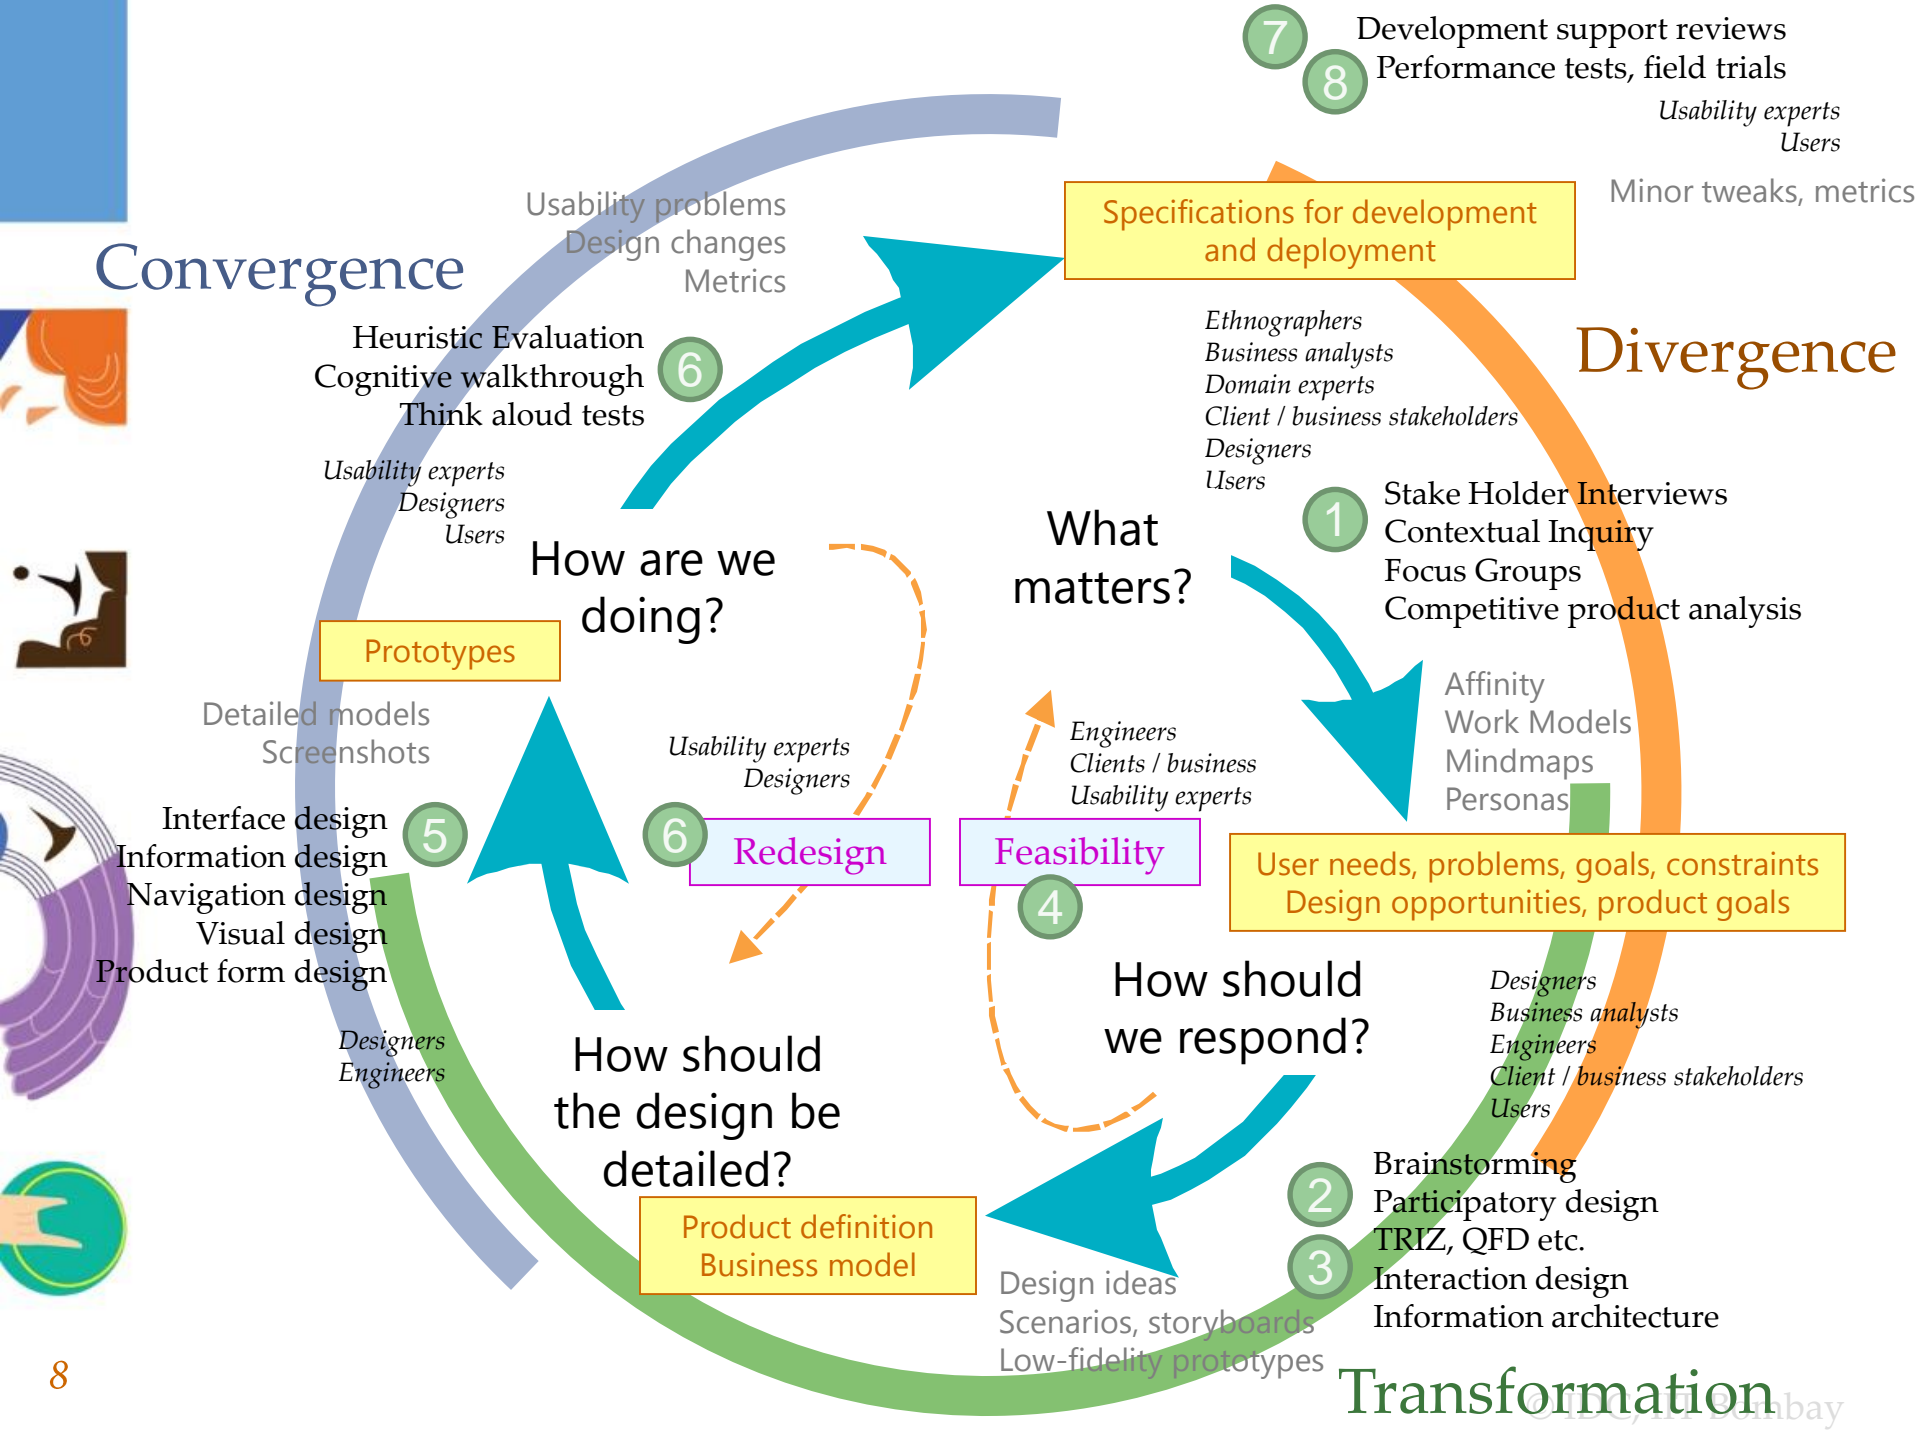 7
Development support reviews
8
Performance tests, field trials
Usability experts
Users
Minor tweaks, metrics
Specifications for development
and deployment
Usability problems
Design changes
Metrics
Convergence
Heuristic Evaluation
Cognitive walkthrough
Think aloud tests
6
Usability experts
Designers
Users
How are we
doing?
Prototypes
Divergence
Ethnographers
Business analysts
Domain experts
Client / business stakeholders
Designers
Users
What
matters?
1
Stake Holder Interviews
Contextual Inquiry
Focus Groups
Competitive product analysis
Affinity
Work Models
Mindmaps
Personas
Detailed models
Screenshots
Usability experts
Designers
6
Redesign
Engineers
Clients / business
Usability experts
Feasibility
4
User needs, problems, goals, constraints
Design opportunities, product goals
Interface design
Information design
Navigation design
Visual design
Product form design
5
Designers
Engineers
How should
the design be
detailed?
How should
we respond?
Designers
Business analysts
Engineers
Client / business stakeholders
Users
2
3
Brainstorming
Participatory design
TRIZ, QFD etc.
Interaction design
Information architecture
Product definition
Business model
Design ideas
Scenarios, storyboards
Low-fidelity prototypes
Transformation
8
© IDC, IIT Bombay